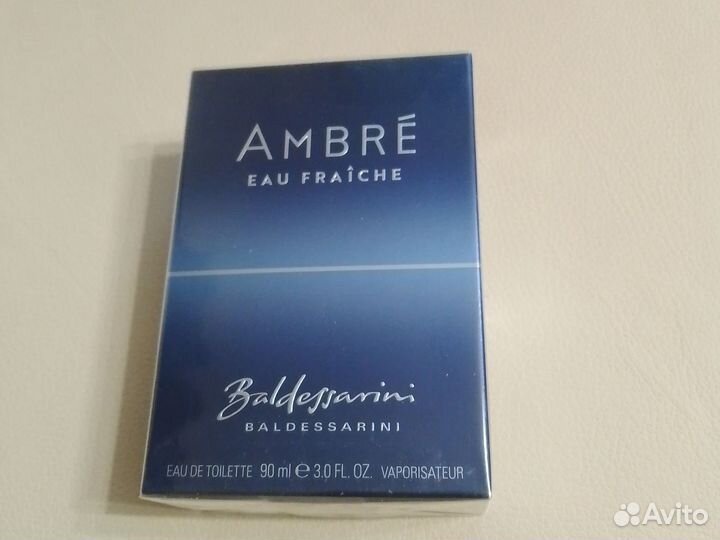 AMBRÉ
EAU FRAÎCHE
Baldessarini
BALDESSARINI
EAU DE TOILETTE 90 ml ℮ 3.0 FL. OZ. VAPORISATEUR
Avito